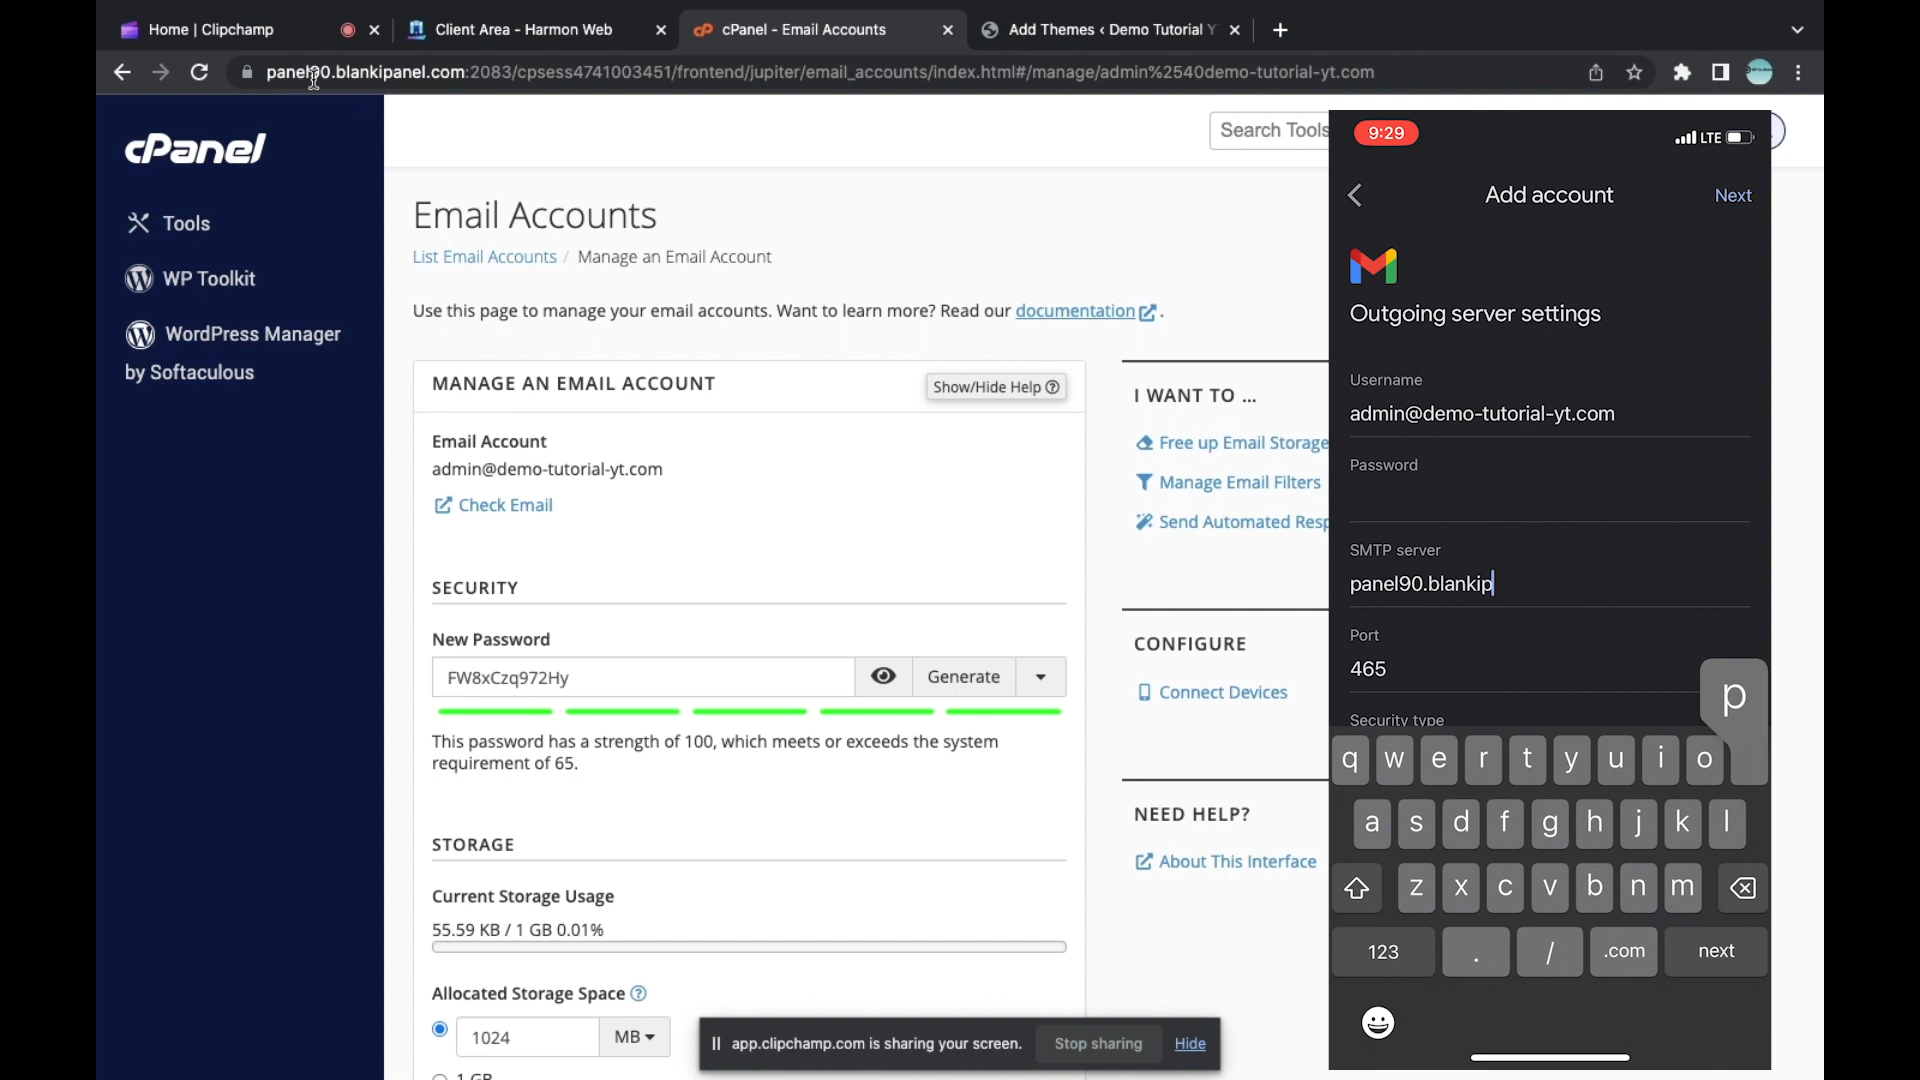 Home | Clipchamp
Client Area - Harmon Web
cP cPanel - Email Accounts
Add Themes ‹ Demo Tutorial Y
panel90.blankipanel.com:2083/cpsess4741003451/frontend/jupiter/email_accounts/index.html#/manage/admin%2540demo-tutorial-yt.com
cPanel
Tools
WP Toolkit
WordPress Manager
by Softaculous
Search Tools
Email Accounts
List Email Accounts / Manage an Email Account
Use this page to manage your email accounts. Want to learn more? Read our documentation .
MANAGE AN EMAIL ACCOUNT
Show/Hide Help
Email Account
admin@demo-tutorial-yt.com
Check Email
SECURITY
New Password
FW8xCzq972Hy
Generate
This password has a strength of 100, which meets or exceeds the system
requirement of 65.
STORAGE
Current Storage Usage
55.59 KB / 1 GB 0.01%
Allocated Storage Space
1024
MB
1 GB
I WANT TO ...
Free up Email Storage
Manage Email Filters
Send Automated Resp
CONFIGURE
Connect Devices
NEED HELP?
About This Interface
app.clipchamp.com is sharing your screen.
Stop sharing
Hide
9:29
LTE
Add account
Next
Outgoing server settings
Username
admin@demo-tutorial-yt.com
Password
SMTP server
panel90.blankip
Port
465
Security type
p
q w e r t y u i o
a s d f g h j k l
z x c v b n m
123 . / .com next